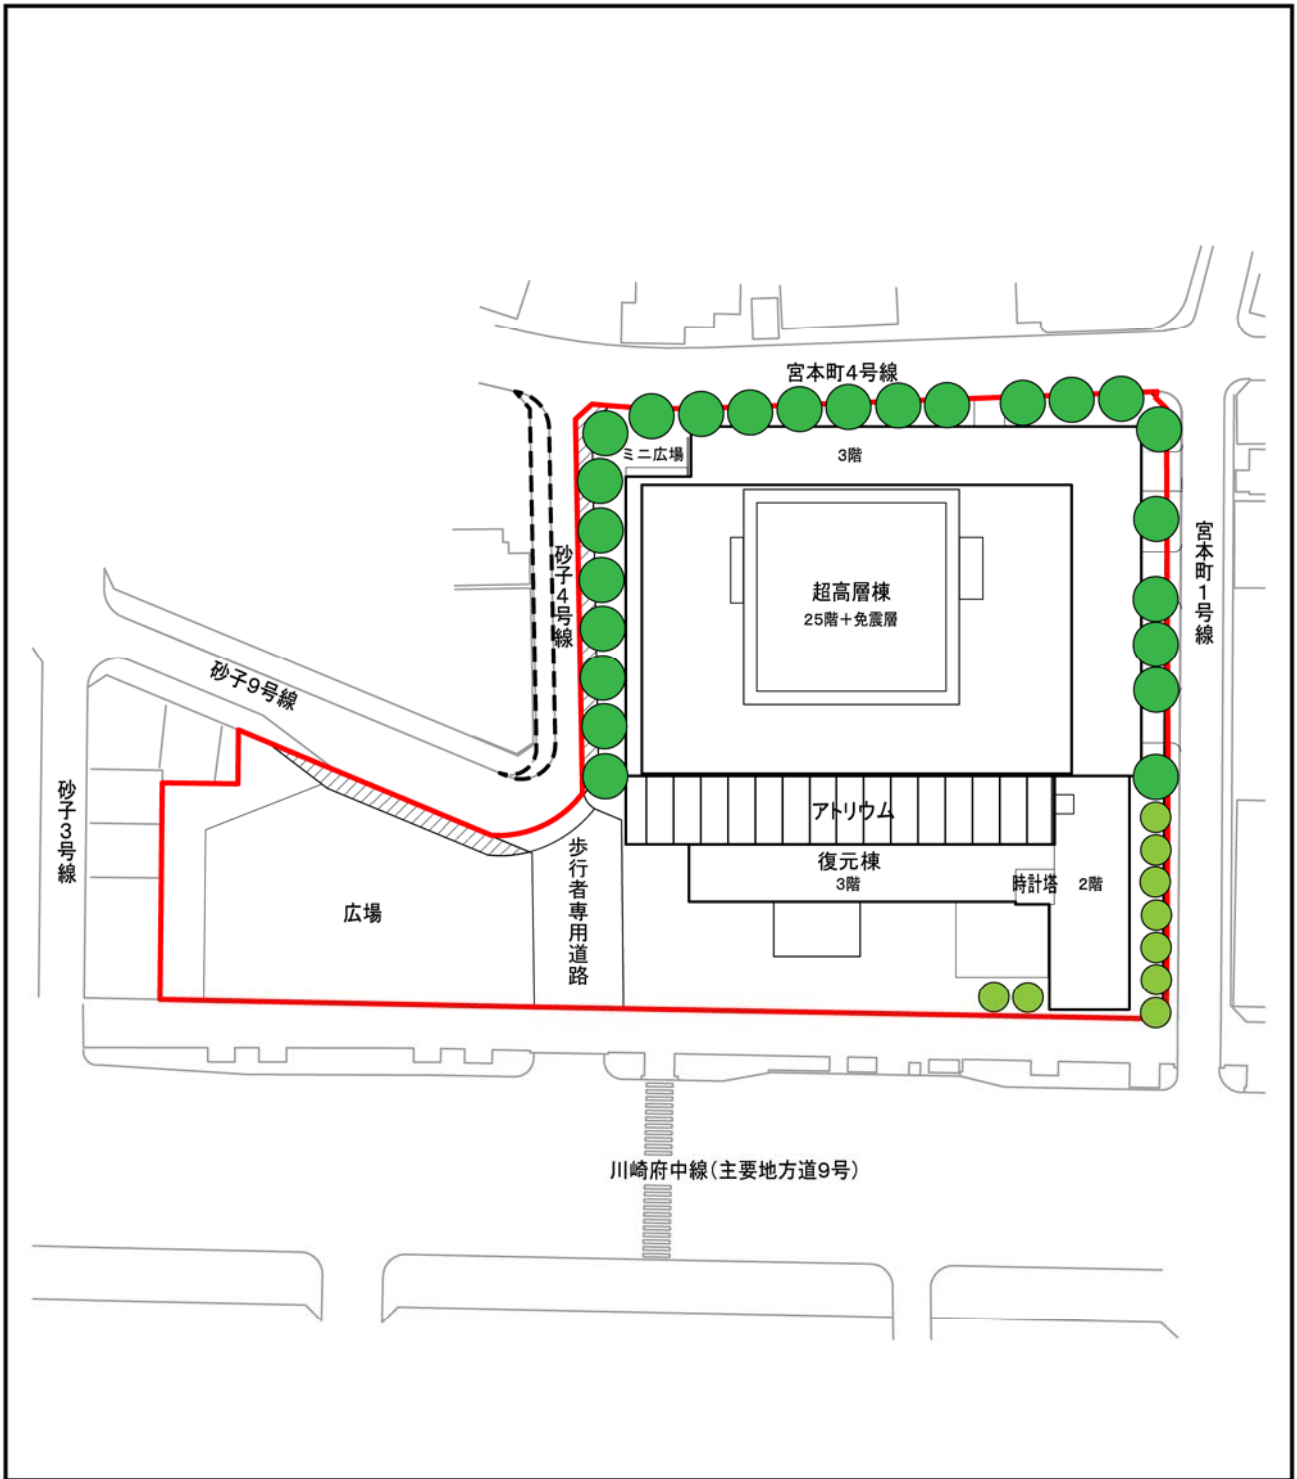 宮本町4号線
ミニ広場
3階
砂子4号線
宮本町1号線
超高層棟
25階+免震層
砂子9号線
砂子3号線
アトリウム
歩行者専用道路
復元棟
3階
時計塔
2階
広場
川崎府中線(主要地方道9号)